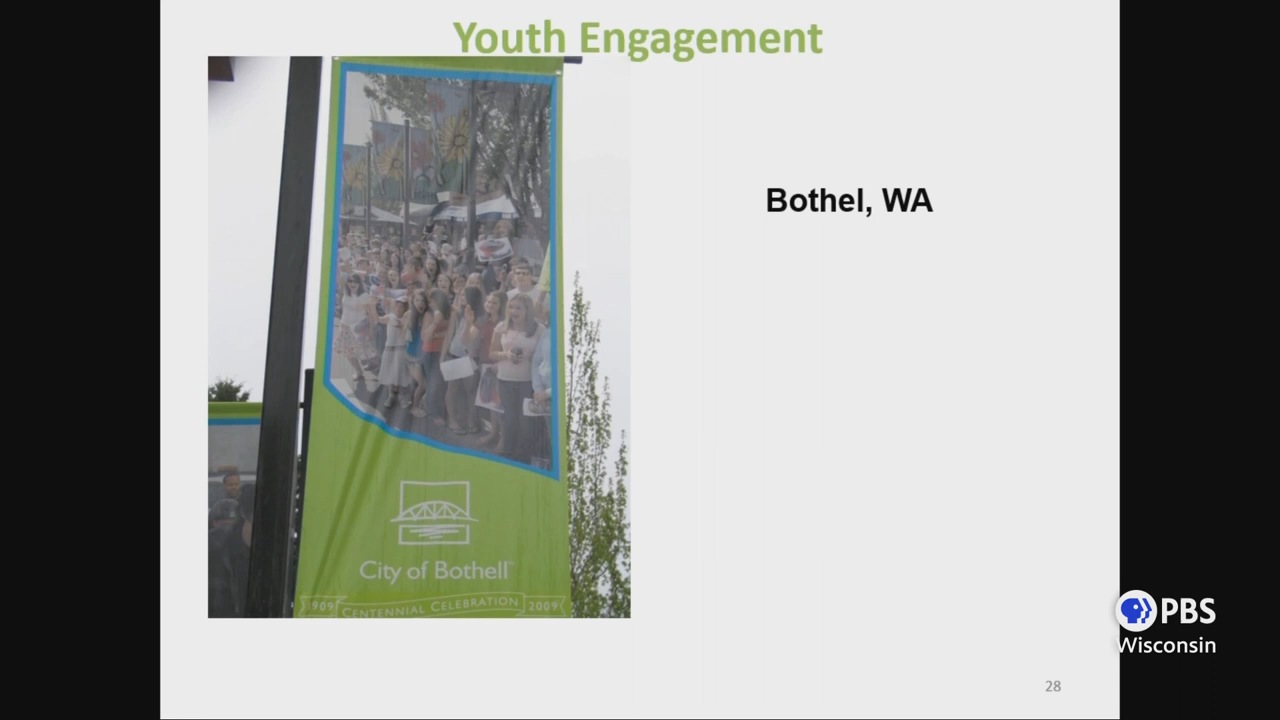 Youth Engagement
Bothel, WA
City of Bothell
1909 CENTENNIAL CELEBRATION 2009
PBS
Wisconsin
28